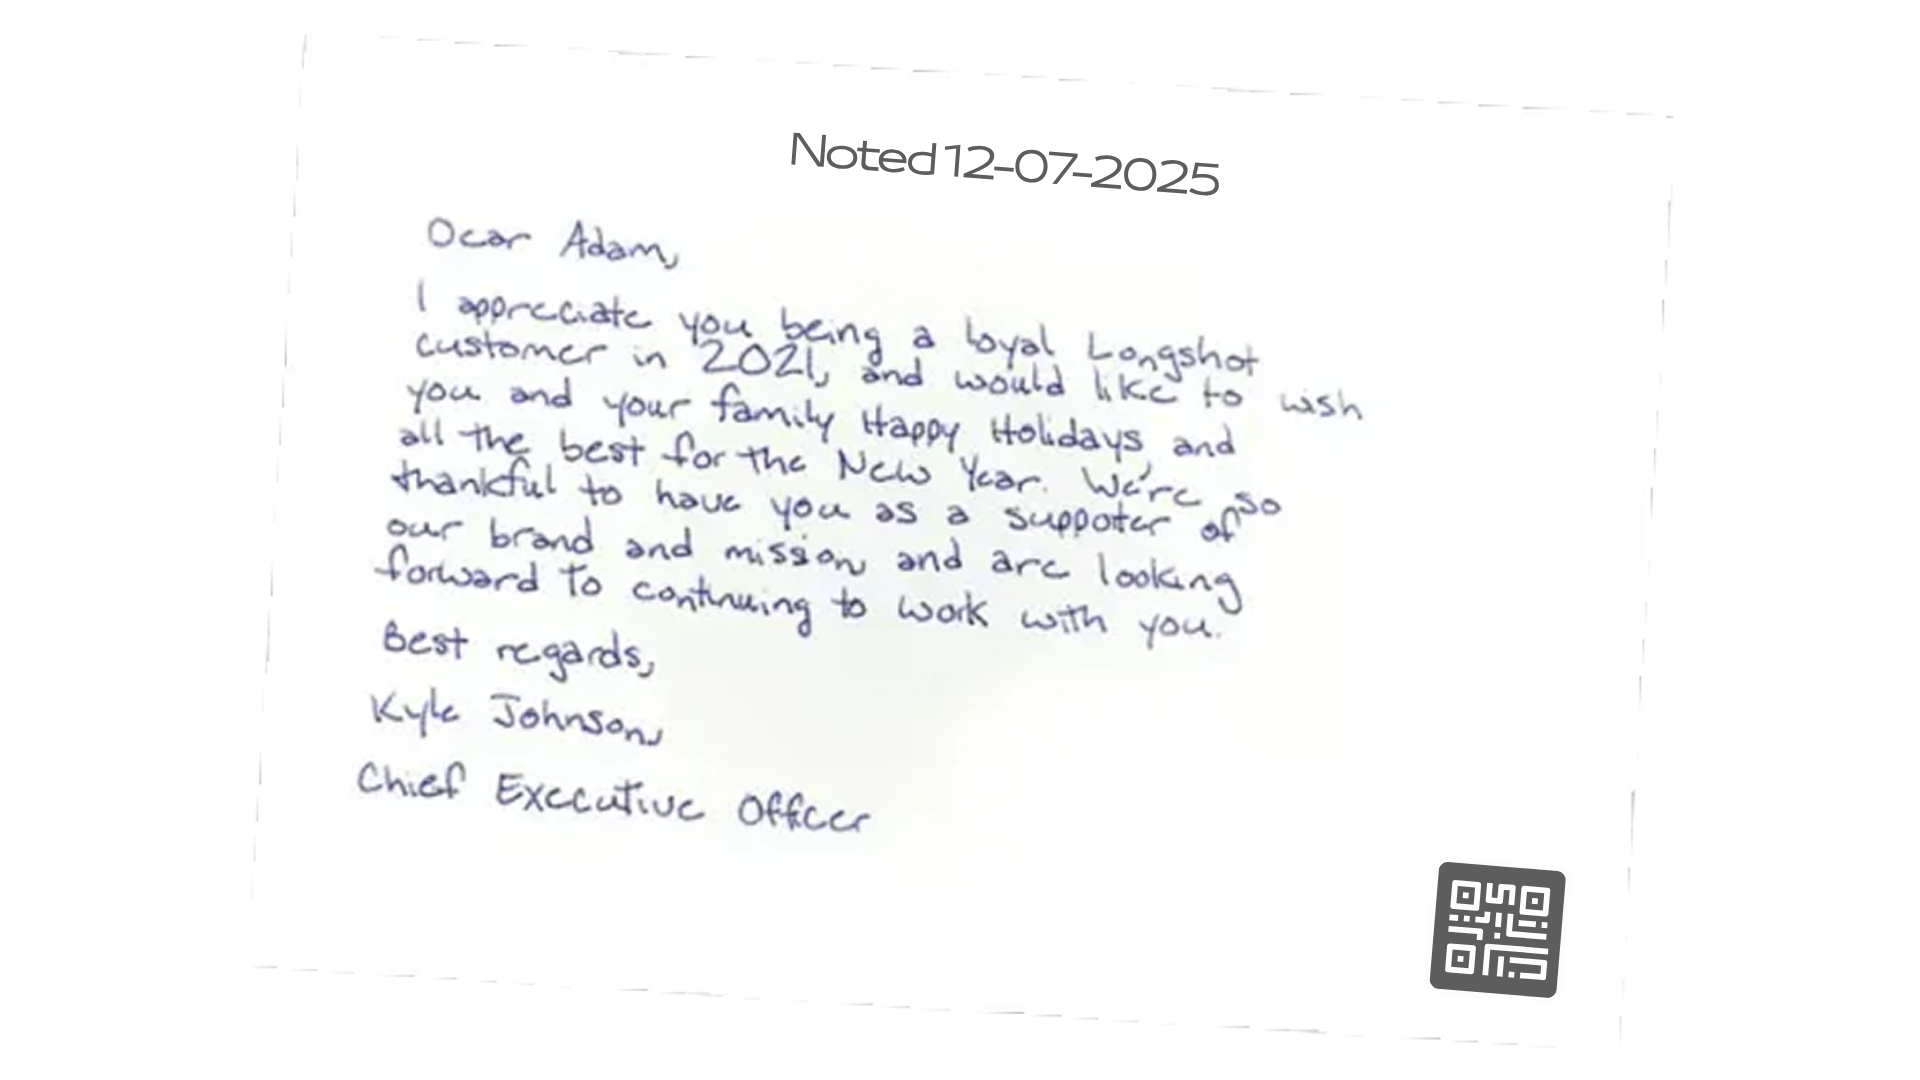 Noted 12-07-2025
Dear Adam,
I appreciate you being a loyal Longshot
customer in 2021, and would like to wish
you and your family Happy Holidays, and
all the best for the New Year. We're so
thankful to have you as a suppoter of
our brand and mission and are looking
forward to continuing to work with you.
Best regards,
Kyle Johnson,
Chief Executive Officer